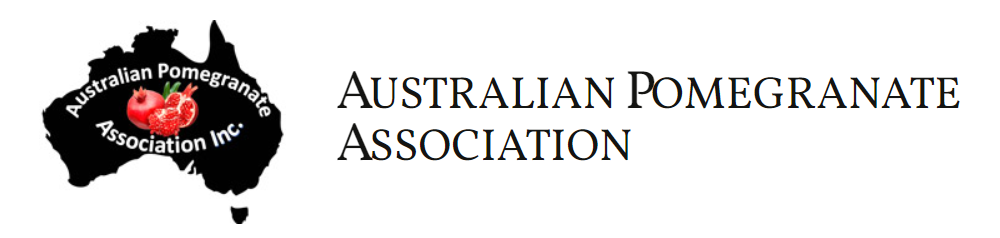 Australian Pomegranate
Association Inc.
AUSTRALIAN POMEGRANATE
ASSOCIATION